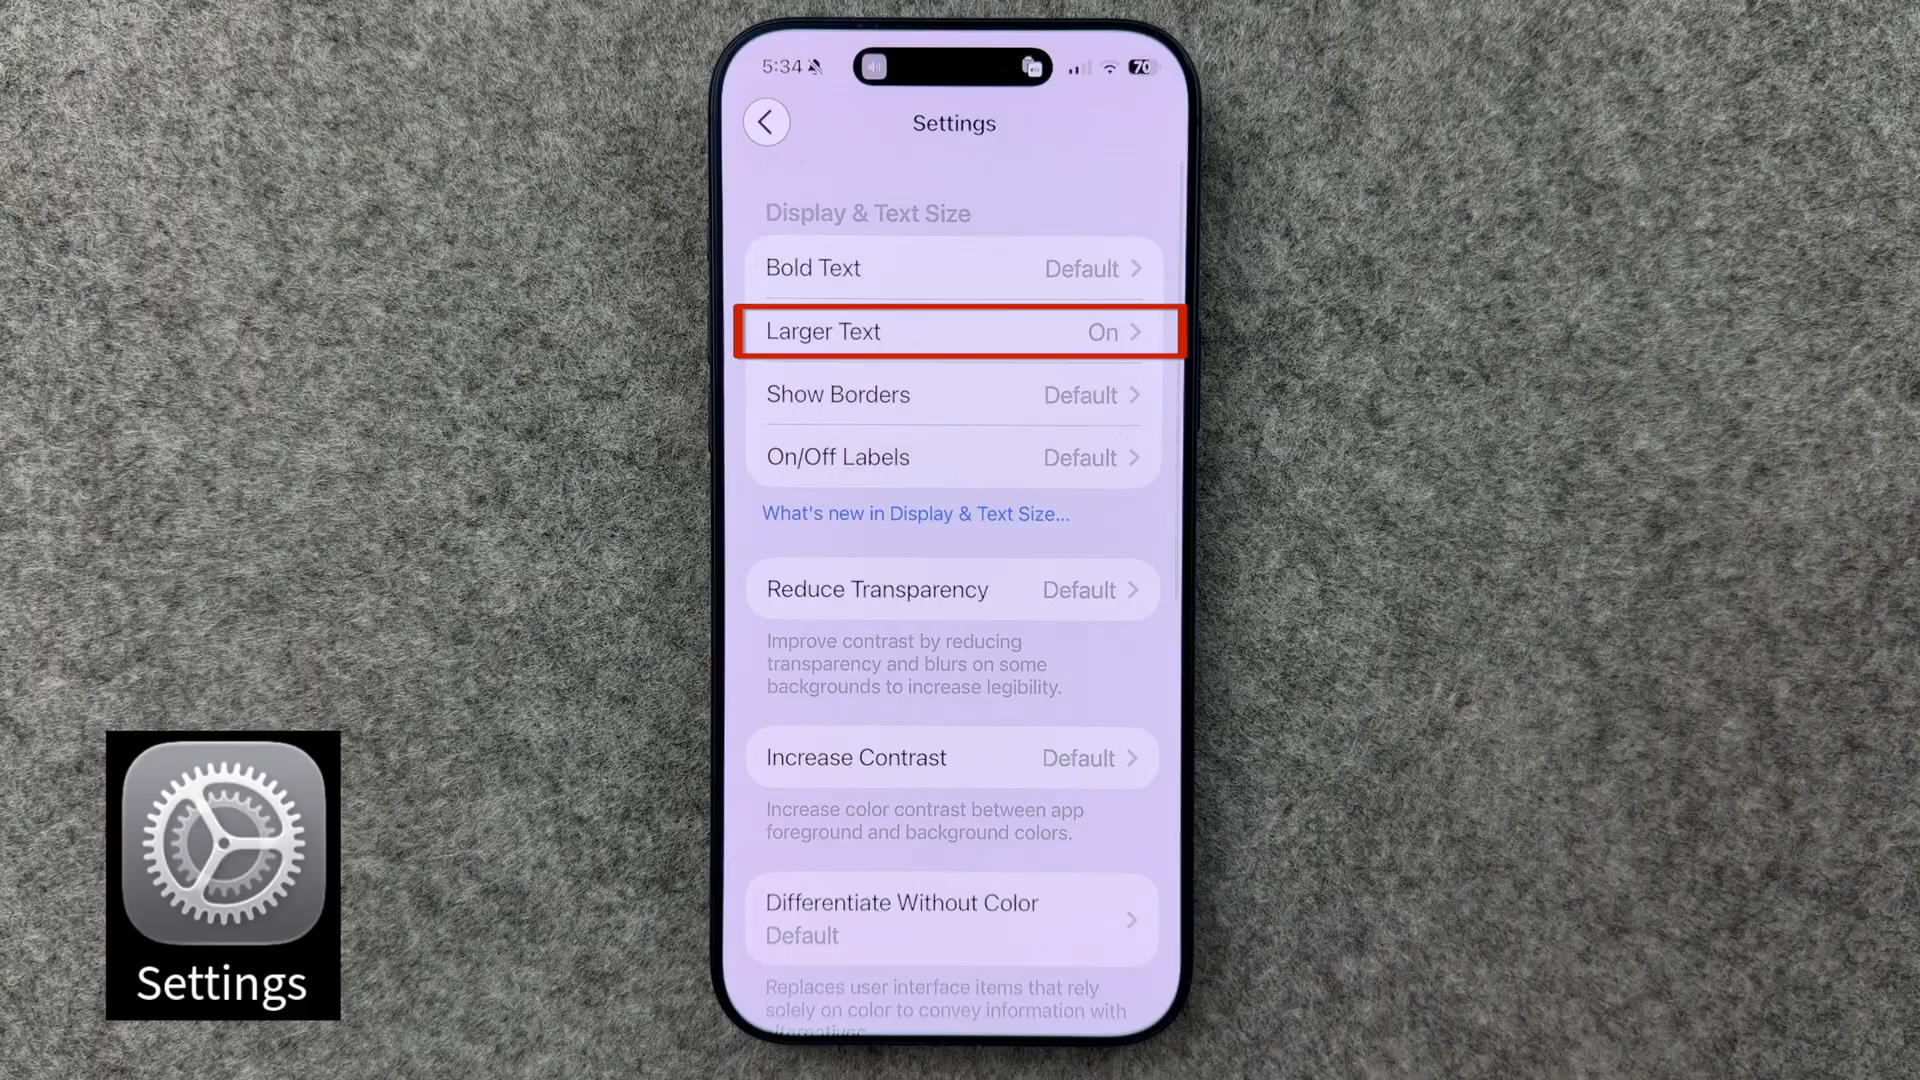 5:34
70
Settings
Display & Text Size
Bold Text Default
Larger Text On
Show Borders Default
On/Off Labels Default
What's new in Display & Text Size...
Reduce Transparency Default
Improve contrast by reducing
transparency and blurs on some
backgrounds to increase legibility.
Increase Contrast Default
Increase color contrast between app
foreground and background colors.
Differentiate Without Color
Default
Replaces user interface items that rely
solely on color to convey information with
alternatives.
Settings